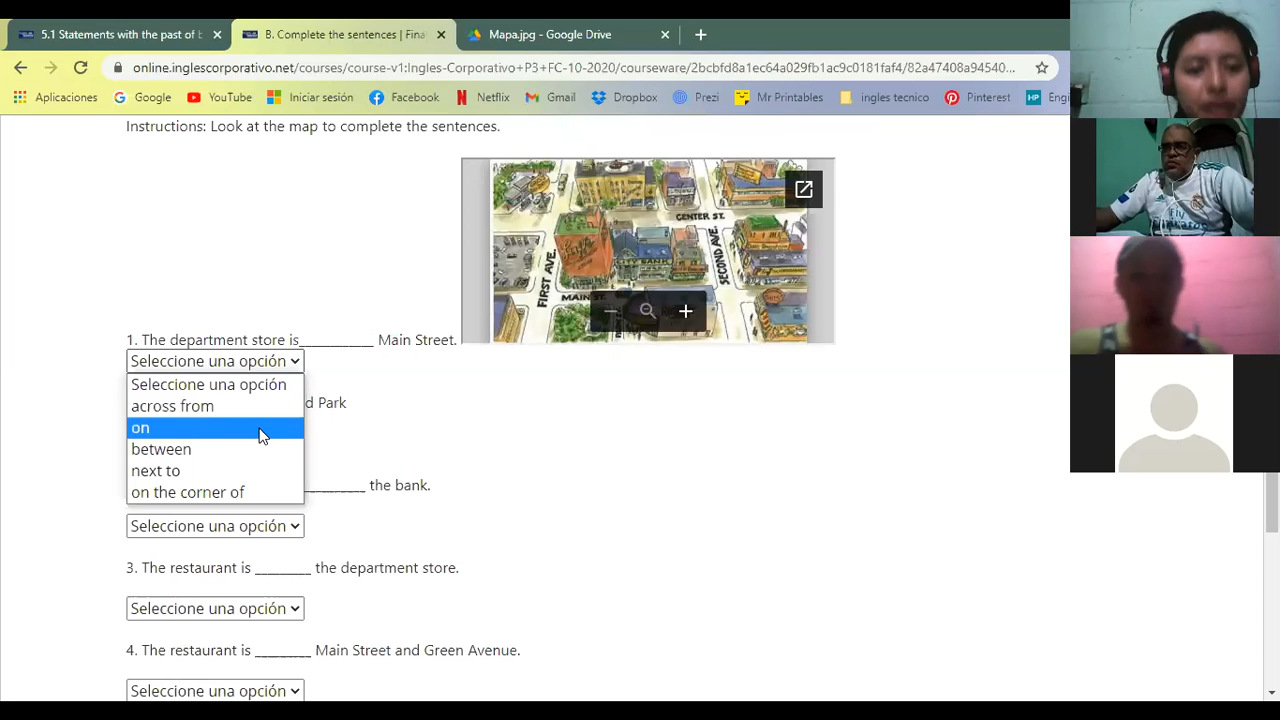 5.1 Statements with the past of b
B. Complete the sentences | Fina
Mapa.jpg - Google Drive
online.inglescorporativo.net/courses/course-v1:Ingles-Corporativo+P3+FC-10-2020/courseware/2bcbfd8a1ec64a029fb1ac9c0181faf4/82a47408a94540...
Aplicaciones
Google
YouTube
Iniciar sesión
Facebook
Netflix
Gmail
Dropbox
Prezi
Mr Printables
ingles tecnico
Pinterest
HP
Eng
Instructions: Look at the map to complete the sentences.
CENTER ST.
FIRST AVE.
SECOND AVE.
MAIN ST.
1. The department store is___________ Main Street.
Seleccione una opción
Seleccione una opción
across from
on
between
next to
on the corner of
d Park
__________ the bank.
Seleccione una opción
3. The restaurant is ________ the department store.
Seleccione una opción
4. The restaurant is ________ Main Street and Green Avenue.
Seleccione una opción